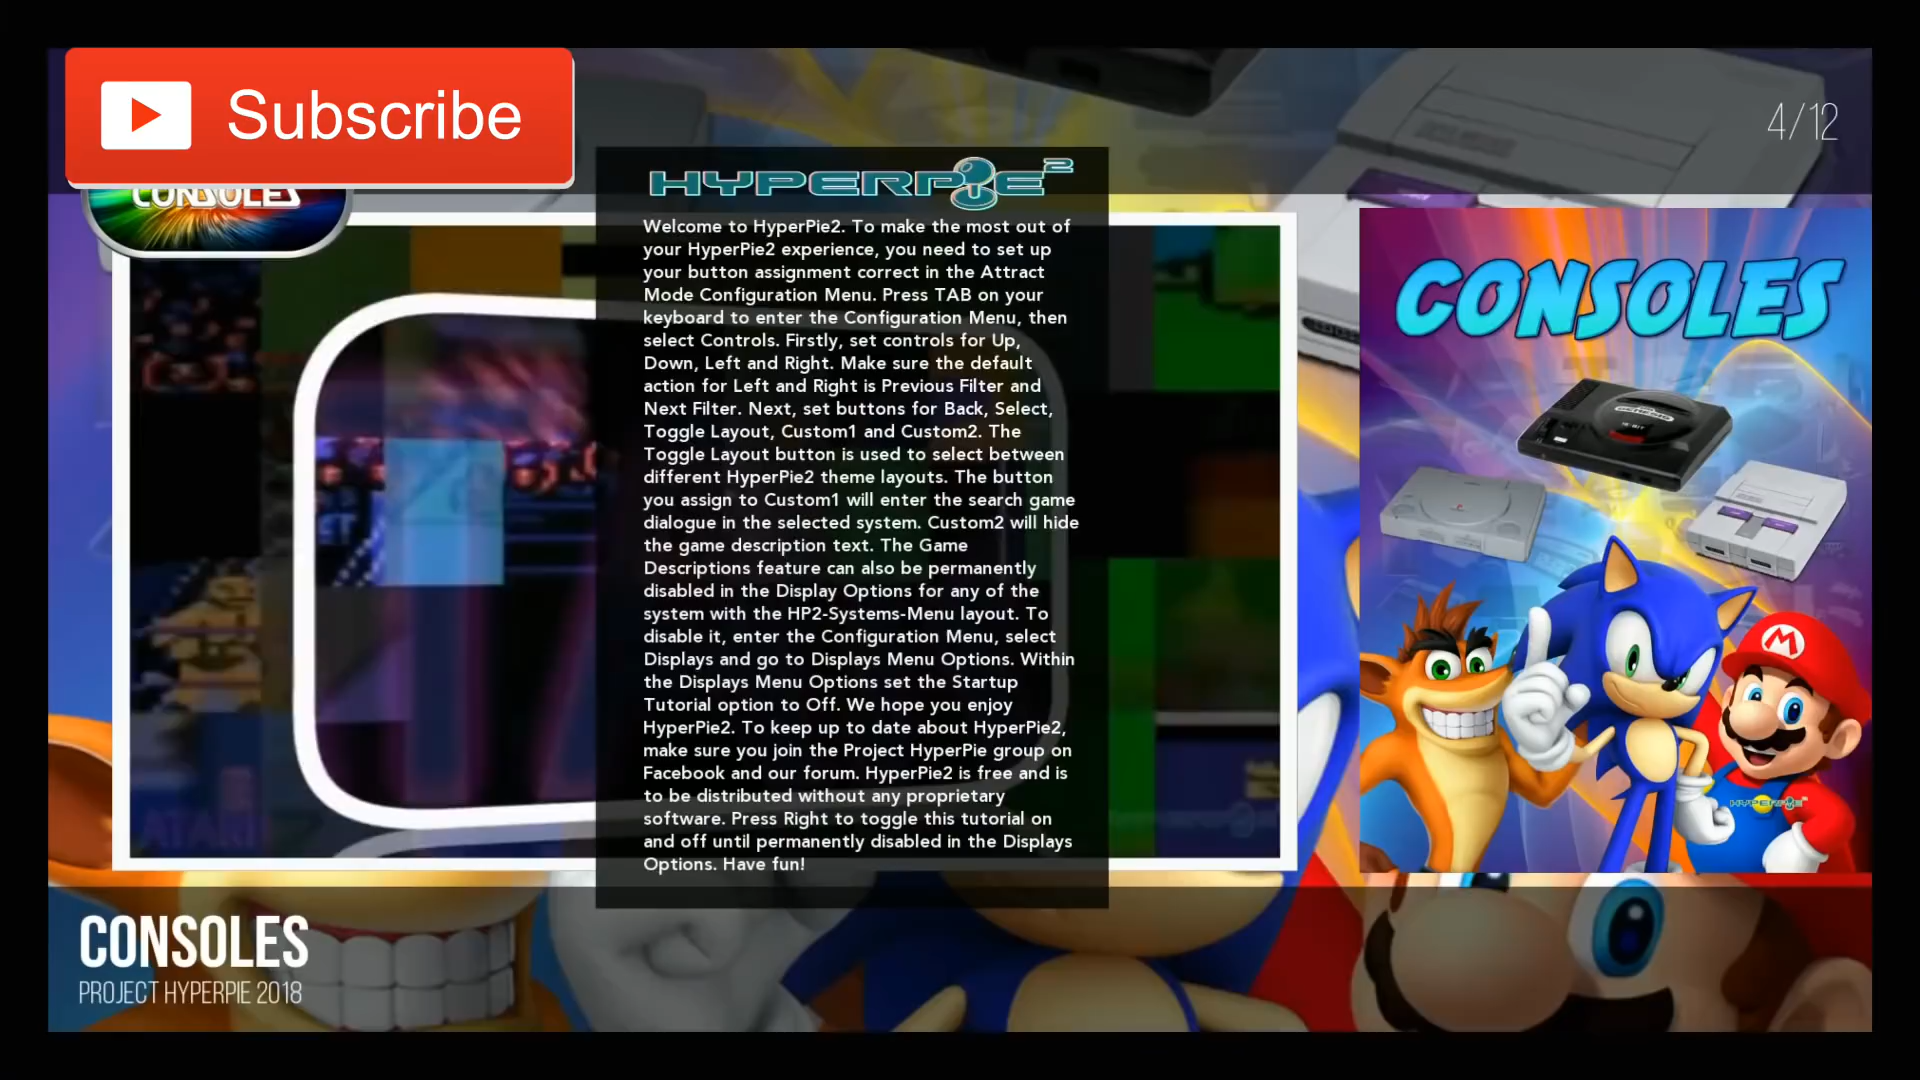 Subscribe
4/12
CONSOLES
HYPERPIE2
Welcome to HyperPie2. To make the most out of
your HyperPie2 experience, you need to set up
your button assignment correct in the Attract
Mode Configuration Menu. Press TAB on your
keyboard to enter the Configuration Menu, then
select Controls. Firstly, set controls for Up,
Down, Left and Right. Make sure the default
action for Left and Right is Previous Filter and
Next Filter. Next, set buttons for Back, Select,
Toggle Layout, Custom1 and Custom2. The
Toggle Layout button is used to select between
different HyperPie2 theme layouts. The button
you assign to Custom1 will enter the search game
dialogue in the selected system. Custom2 will hide
the game description text. The Game
Descriptions feature can also be permanently
disabled in the Display Options for any of the
system with the HP2-Systems-Menu layout. To
disable it, enter the Configuration Menu, select
Displays and go to Displays Menu Options. Within
the Displays Menu Options set the Startup
Tutorial option to Off. We hope you enjoy
HyperPie2. To keep up to date about HyperPie2,
make sure you join the Project HyperPie group on
Facebook and our forum. HyperPie2 is free and is
to be distributed without any proprietary
software. Press Right to toggle this tutorial on
and off until permanently disabled in the Displays
Options. Have fun!
CONSOLES
GENESIS
16-BIT
M
HYPERPIE2
ATARI
CONSOLES
PROJECT HYPERPIE 2018